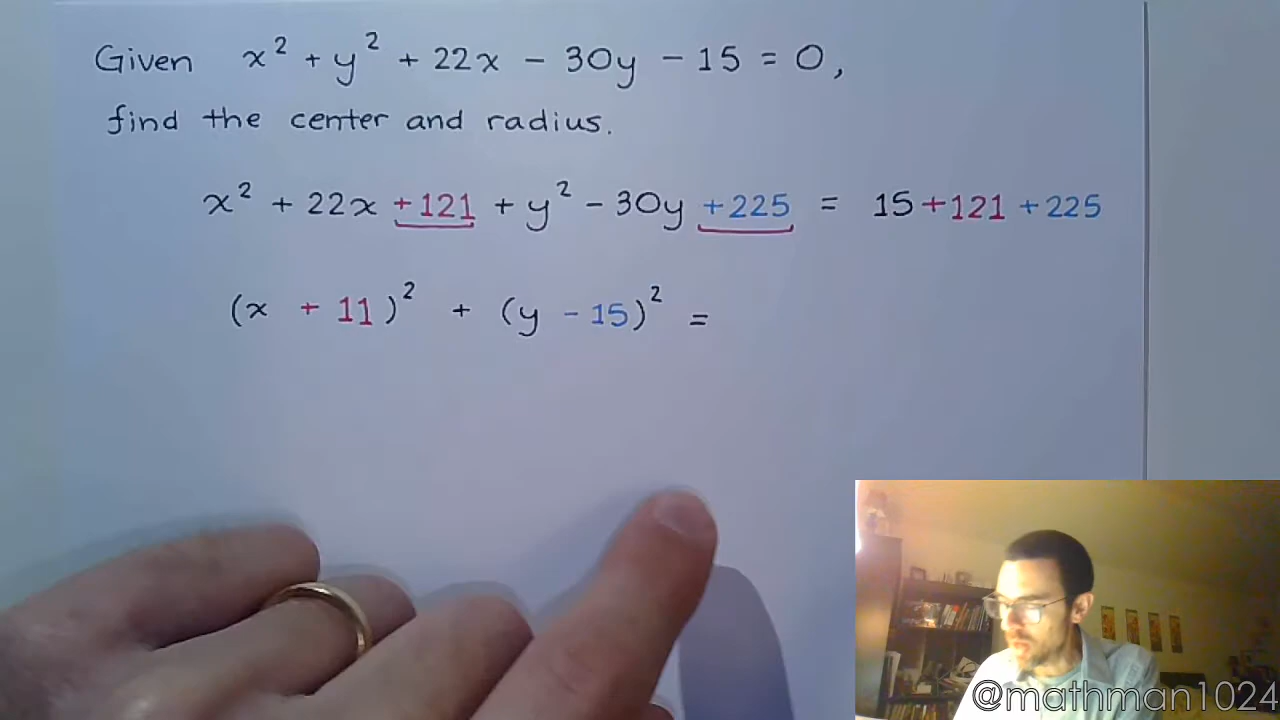 Given x² + y² + 22x - 30y - 15 = 0,
find the center and radius.
x² + 22x +121 + y² - 30y +225 = 15 +121 +225
(x + 11)² + (y - 15)² =
@mathman1024